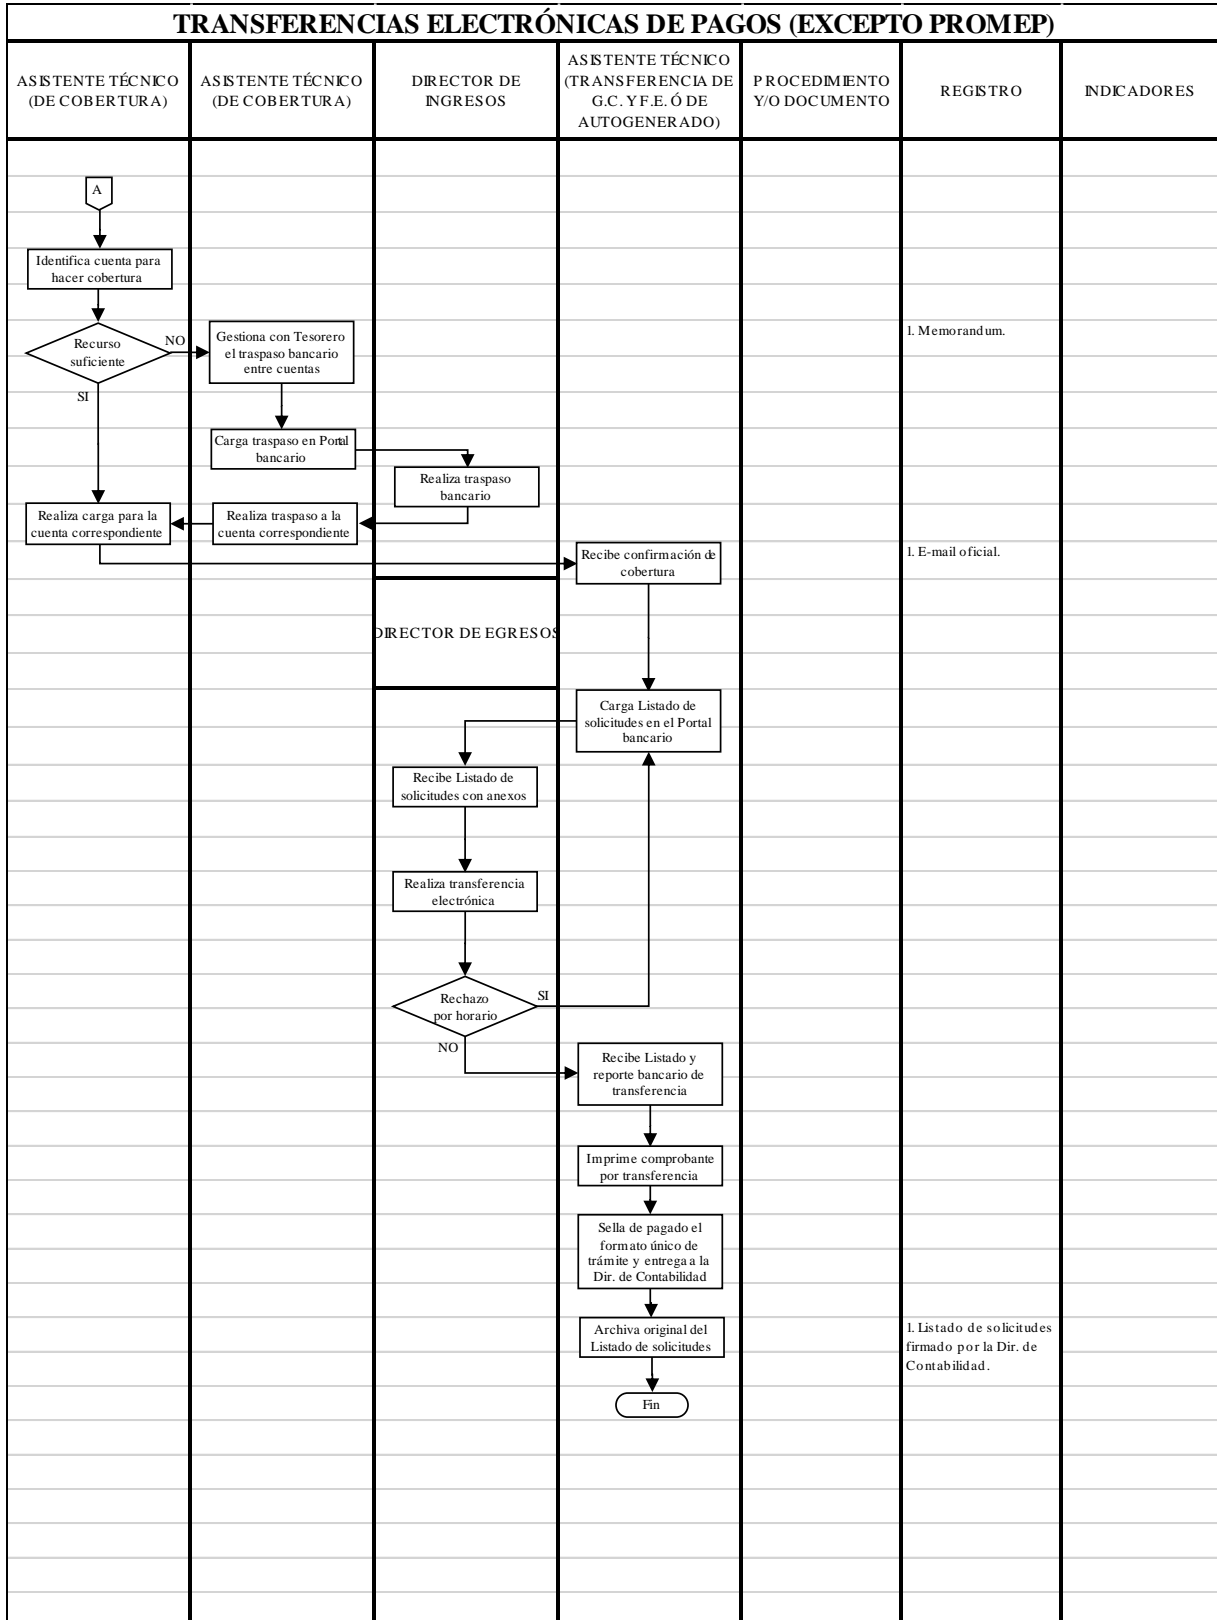 TRANSFERENCIAS ELECTRÓNICAS DE PAGOS (EXCEPTO PROMEP)
ASISTENTE TÉCNICO
(DE COBERTURA)
ASISTENTE TÉCNICO
(DE COBERTURA)
DIRECTOR DE
INGRESOS
ASISTENTE TÉCNICO
(TRANSFERENCIA DE
G.C. Y F.E. Ó DE
AUTOGENERADO)
PROCEDIMIENTO
Y/O DOCUMENTO
REGISTRO
INDICADORES
A
Identifica cuenta para
hacer cobertura
Recurso
suficiente
NO
SI
Gestiona con Tesorero
el traspaso bancario
entre cuentas
1. Memorandum.
Carga traspaso en Portal
bancario
Realiza traspaso
bancario
Realiza carga para la
cuenta correspondiente
Realiza traspaso a la
cuenta correspondiente
Recibe confirmación de
cobertura
1. E-mail oficial.
DIRECTOR DE EGRESOS
Carga Listado de
solicitudes en el Portal
bancario
Recibe Listado de
solicitudes con anexos
Realiza transferencia
electrónica
Rechazo
por horario
SI
NO
Recibe Listado y
reporte bancario de
transferencia
Imprime comprobante
por transferencia
Sella de pagado el
formato único de
trámite y entrega a la
Dir. de Contabilidad
Archiva original del
Listado de solicitudes
1. Listado de solicitudes
firmado por la Dir. de
Contabilidad.
Fin